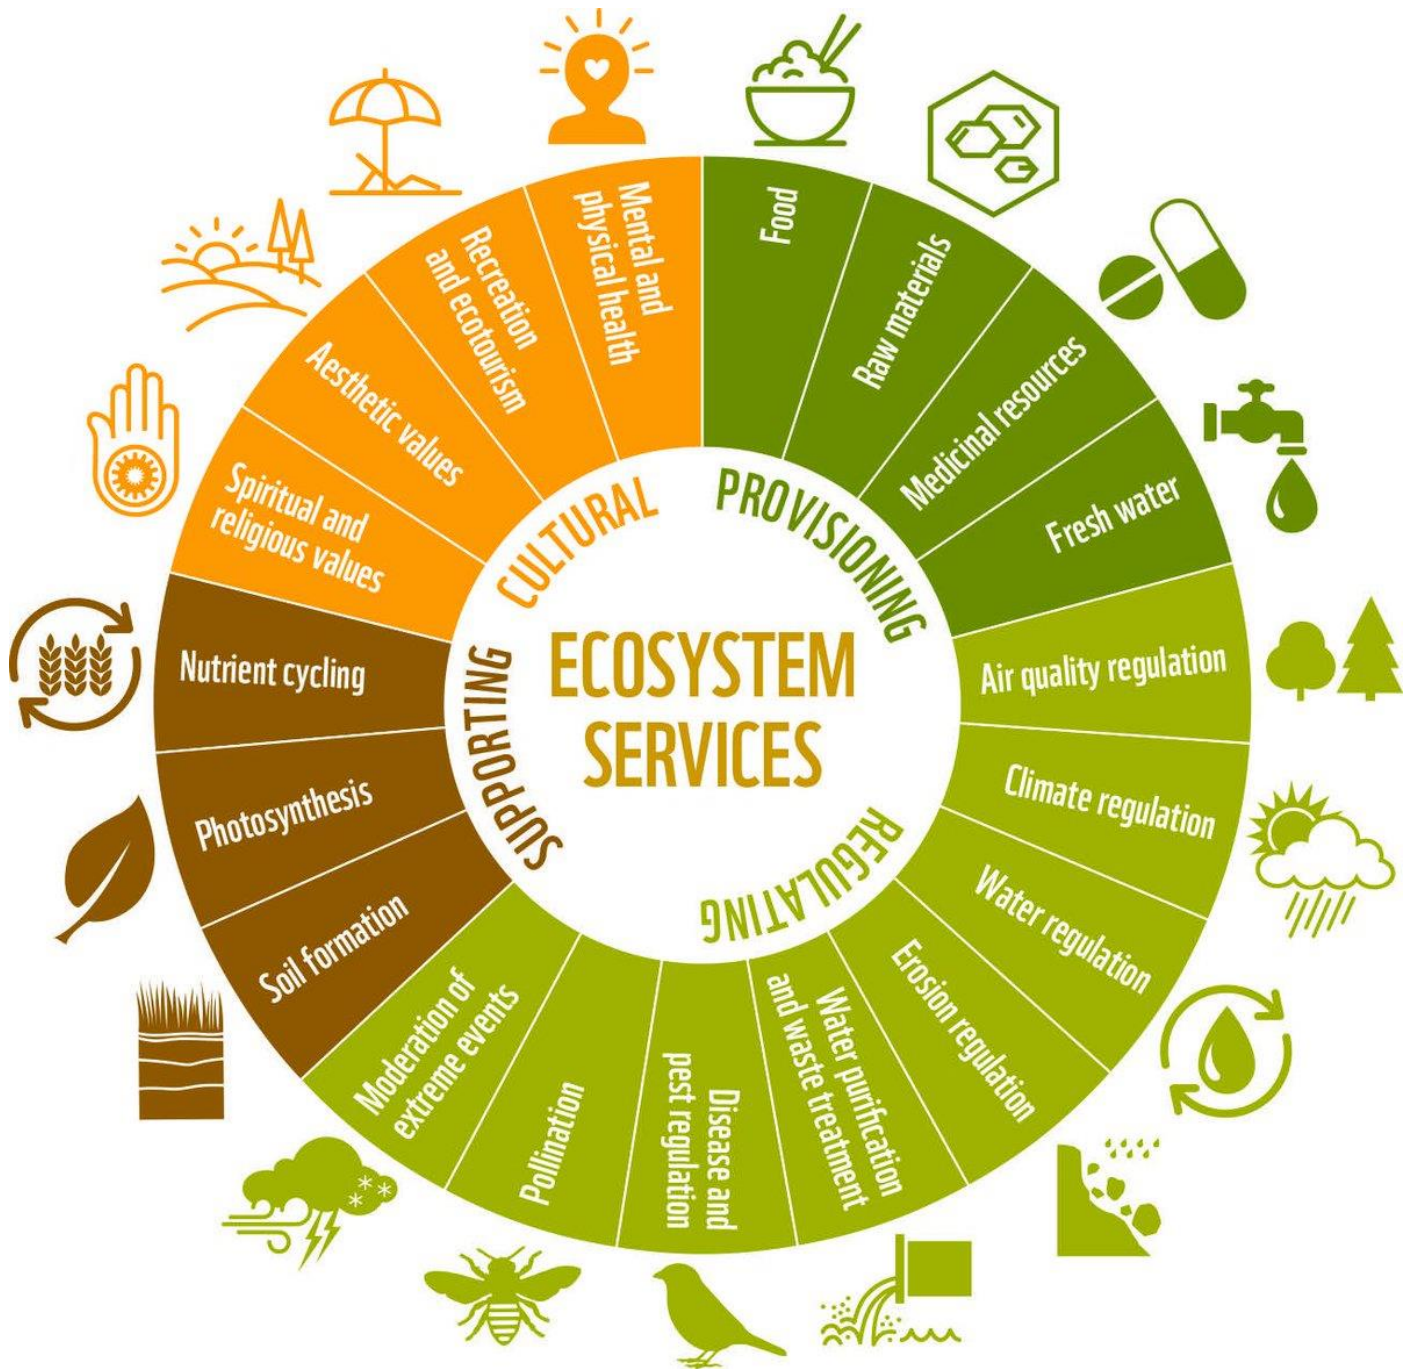 ECOSYSTEM
SERVICES
PROVISIONING
Food
Raw materials
Medicinal resources
Fresh water
REGULATING
Air quality regulation
Climate regulation
Water regulation
Erosion regulation
Water purification
and waste treatment
Disease and
pest regulation
Pollination
Moderation of
extreme events
SUPPORTING
Soil formation
Photosynthesis
Nutrient cycling
CULTURAL
Spiritual and
religious values
Aesthetic values
Recreation
and ecotourism
Mental and
physical health